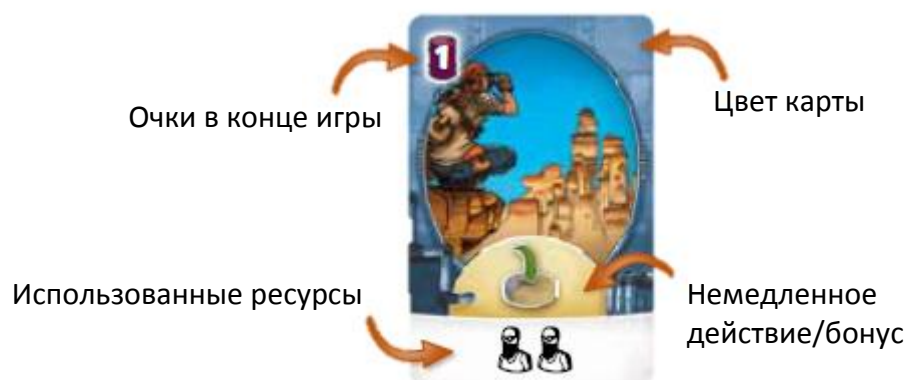 1
Очки в конце игры
Цвет карты
Использованные ресурсы
Немедленное
действие/бонус